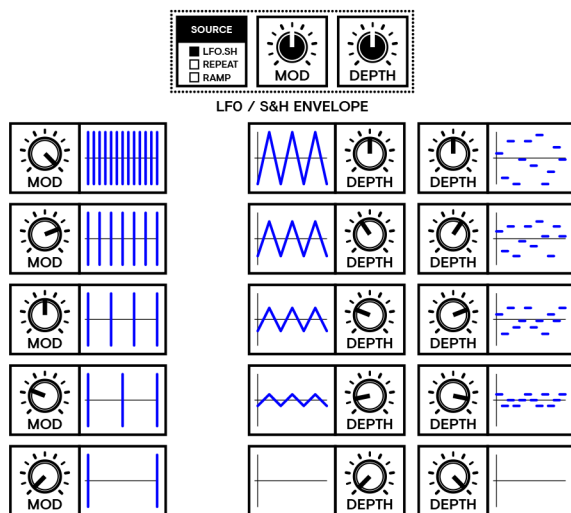 SOURCE
LFO.SH
REPEAT
RAMP
MOD
DEPTH
LFO / S&H ENVELOPE
MOD
DEPTH
DEPTH
MOD
DEPTH
DEPTH
MOD
DEPTH
DEPTH
MOD
DEPTH
DEPTH
MOD
DEPTH
DEPTH